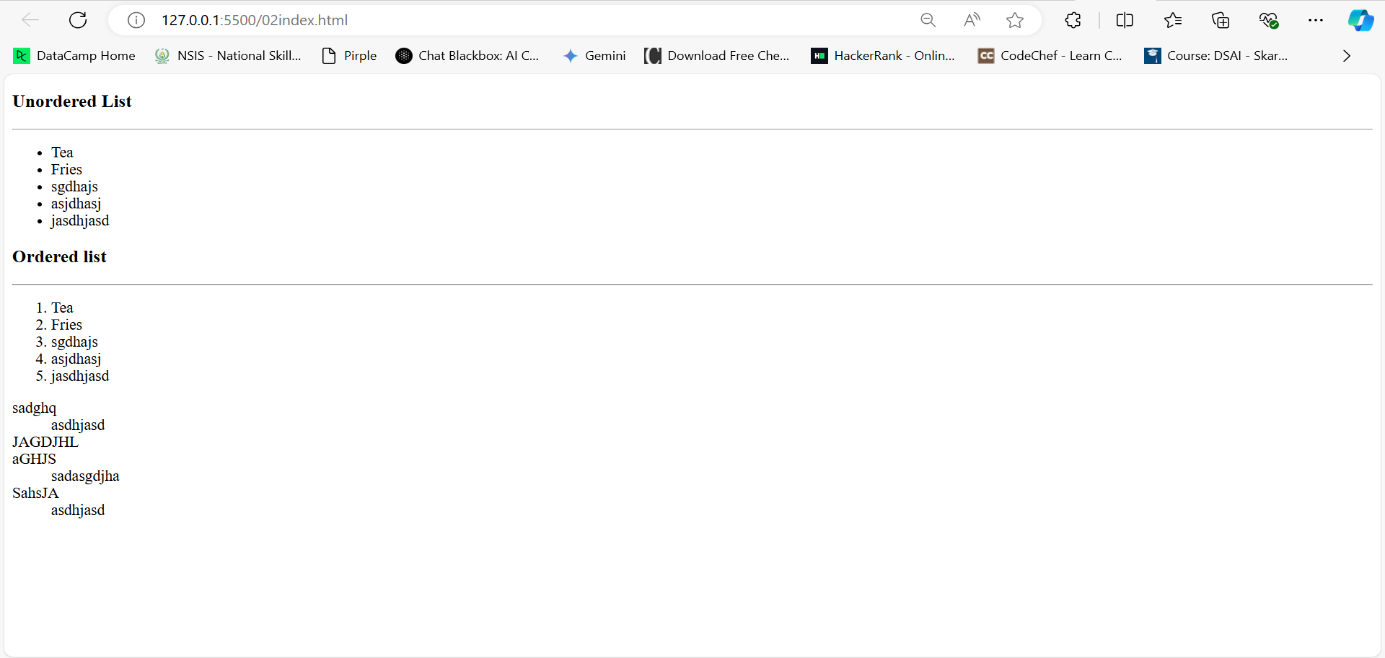 127.0.0.1:5500/02index.html
DataCamp Home NSIS - National Skill... Pirple Chat Blackbox: AI C... Gemini Download Free Che... HackerRank - Onlin... CodeChef - Learn C... Course: DSAI - Skar...
Unordered List
• Tea
• Fries
• sgdhajs
• asjdhasj
• jasdhjasd
Ordered list
1. Tea
2. Fries
3. sgdhajs
4. asjdhasj
5. jasdhjasd
sadghq
asdhjasd
JAGDJHL
aGHJS
sadasgdjha
SahsJA
asdhjasd